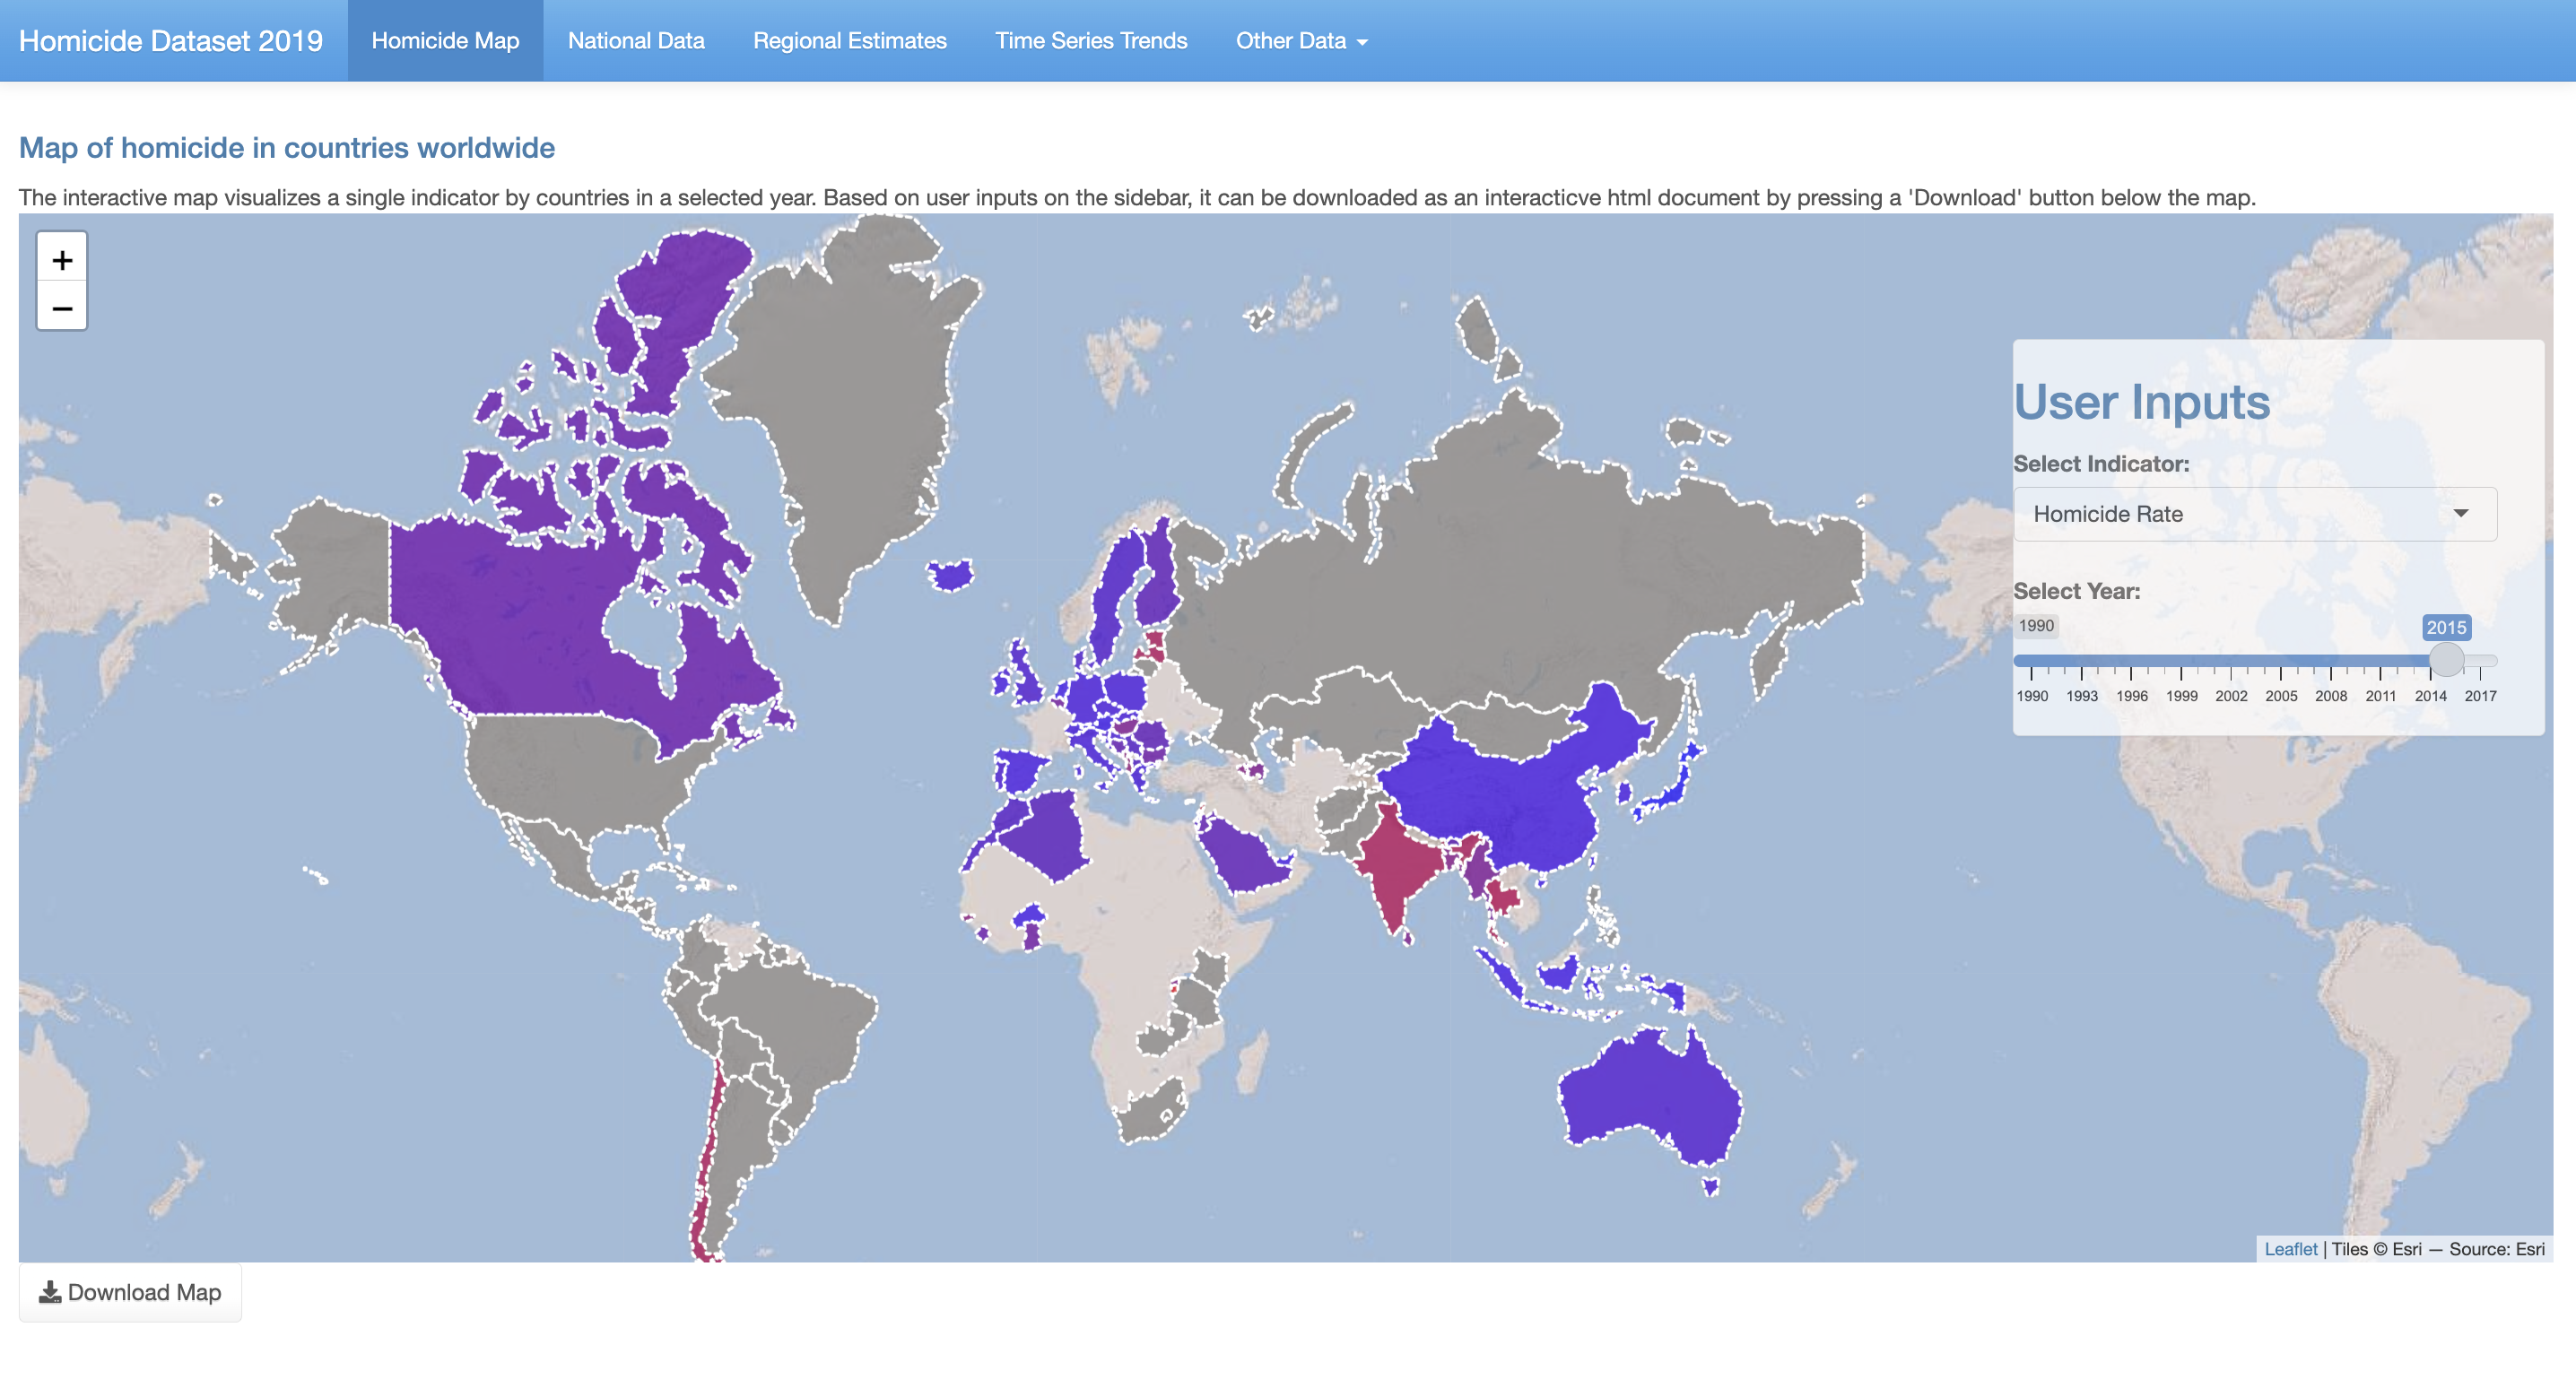 Homicide Dataset 2019 Homicide Map National Data Regional Estimates Time Series Trends Other Data
Map of homicide in countries worldwide
The interactive map visualizes a single indicator by countries in a selected year. Based on user inputs on the sidebar, it can be downloaded as an interacticve html document by pressing a 'Download' button below the map.
+
−
User Inputs
Select Indicator:
Homicide Rate
Select Year:
1990 2015
1990 1993 1996 1999 2002 2005 2008 2011 2014 2017
Leaflet | Tiles © Esri — Source: Esri
Download Map